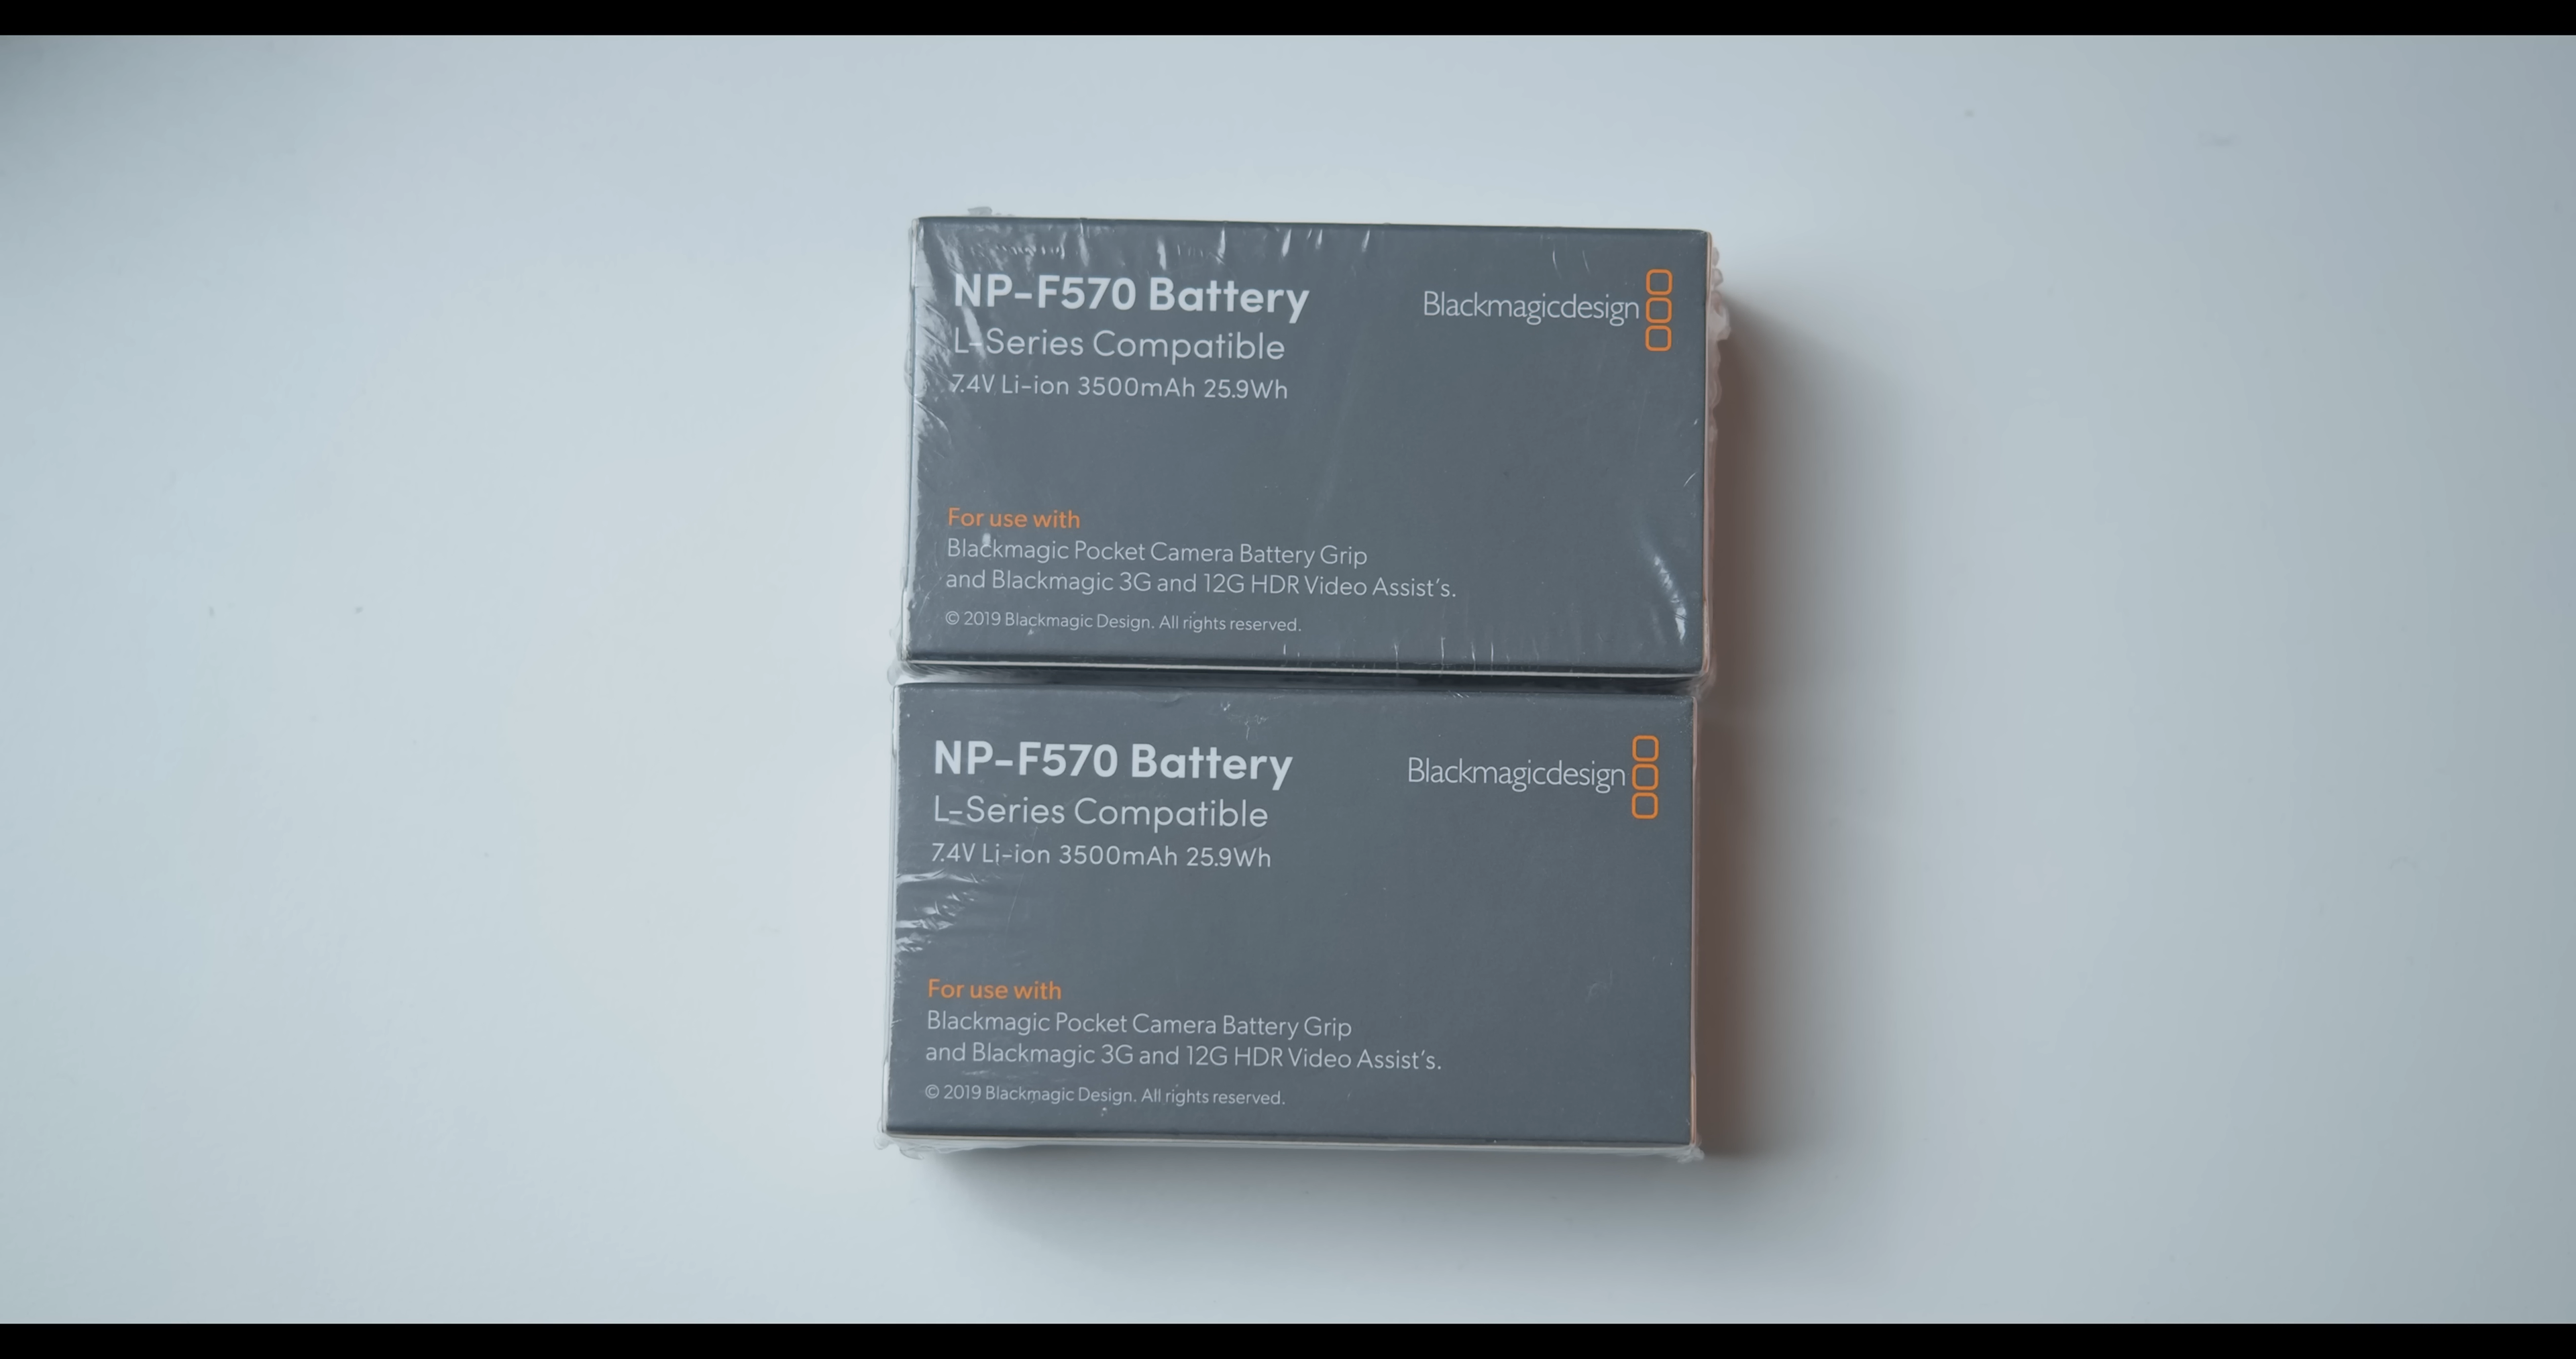 NP-F570 Battery
L-Series Compatible
7.4V Li-ion 3500mAh 25.9Wh
Blackmagicdesign
For use with
Blackmagic Pocket Camera Battery Grip
and Blackmagic 3G and 12G HDR Video Assist's.
© 2019 Blackmagic Design. All rights reserved.
NP-F570 Battery
L-Series Compatible
7.4V Li-ion 3500mAh 25.9Wh
Blackmagicdesign
For use with
Blackmagic Pocket Camera Battery Grip
and Blackmagic 3G and 12G HDR Video Assist's.
© 2019 Blackmagic Design. All rights reserved.